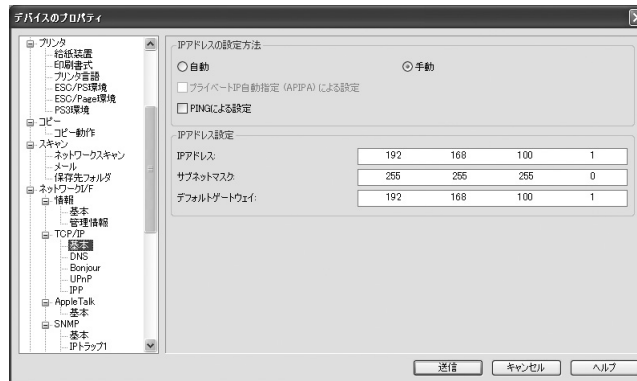 デバイスのプロパティ
プリンタ
給紙装置
印刷書式
プリンタ言語
ESC/PS環境
ESC/Page環境
PS3環境
コピー
コピー動作
スキャン
ネットワークスキャン
メール
保存先フォルダ
ネットワークI/F
情報
基本
管理情報
TCP/IP
基本
DNS
Bonjour
UPnP
IPP
AppleTalk
基本
SNMP
基本
IPトラップ1
IPアドレスの設定方法
自動 手動
プライベートIP自動指定 (APIPA) による設定
PINGによる設定
IPアドレス設定
IPアドレス: 192 168 100 1
サブネットマスク: 255 255 255 0
デフォルトゲートウェイ: 192 168 100 1
送信 キャンセル ヘルプ